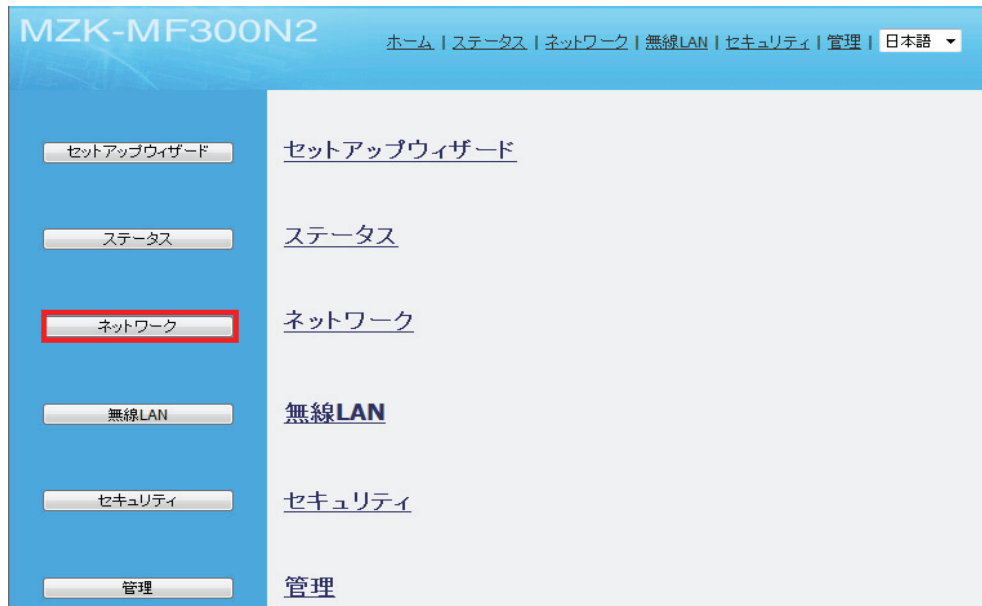 MZK-MF300N2
ホーム | ステータス | ネットワーク | 無線LAN | セキュリティ | 管理 | 日本語
セットアップウィザード セットアップウィザード
ステータス ステータス
ネットワーク ネットワーク
無線LAN 無線LAN
セキュリティ セキュリティ
管理 管理